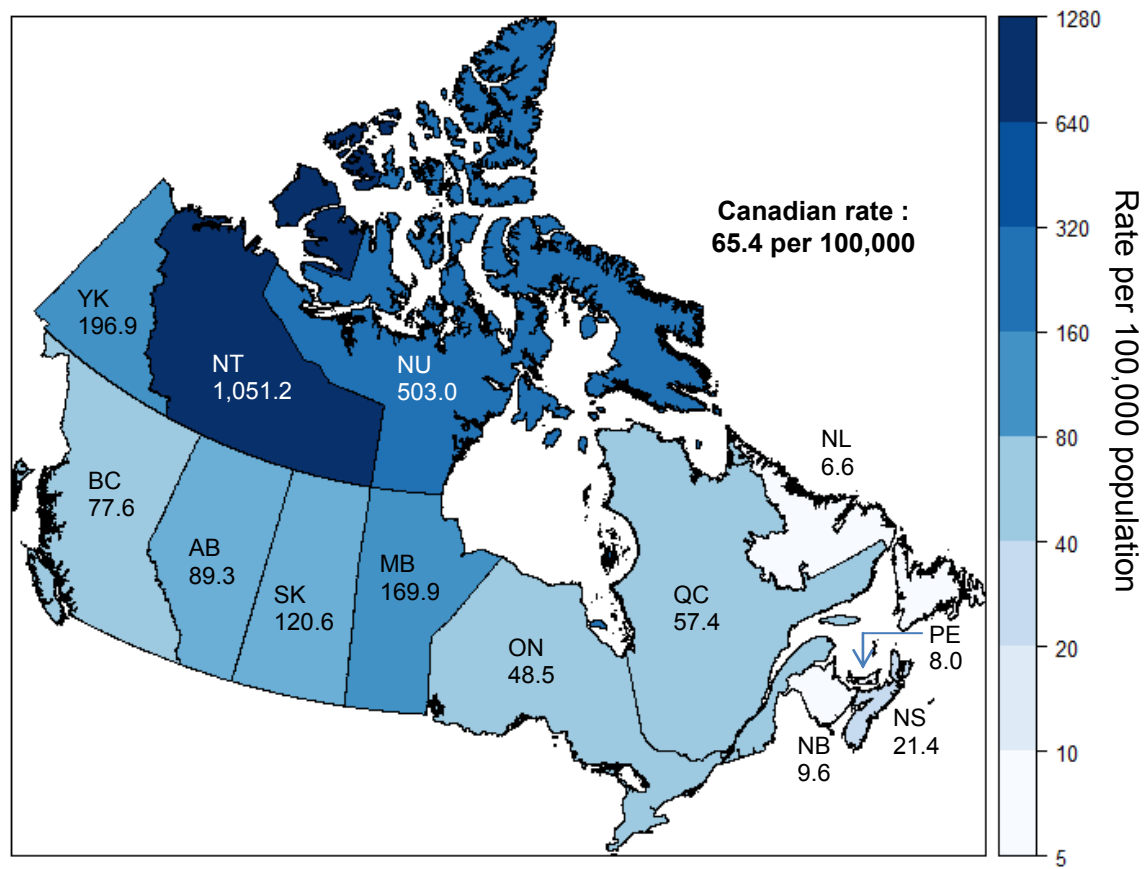 Canadian rate :
65.4 per 100,000
YK
196.9
NT
1,051.2
NU
503.0
BC
77.6
AB
89.3
SK
120.6
MB
169.9
ON
48.5
QC
57.4
NL
6.6
PE
8.0
NS
21.4
NB
9.6
1280
640
320
160
80
40
20
10
5
Rate per 100,000 population